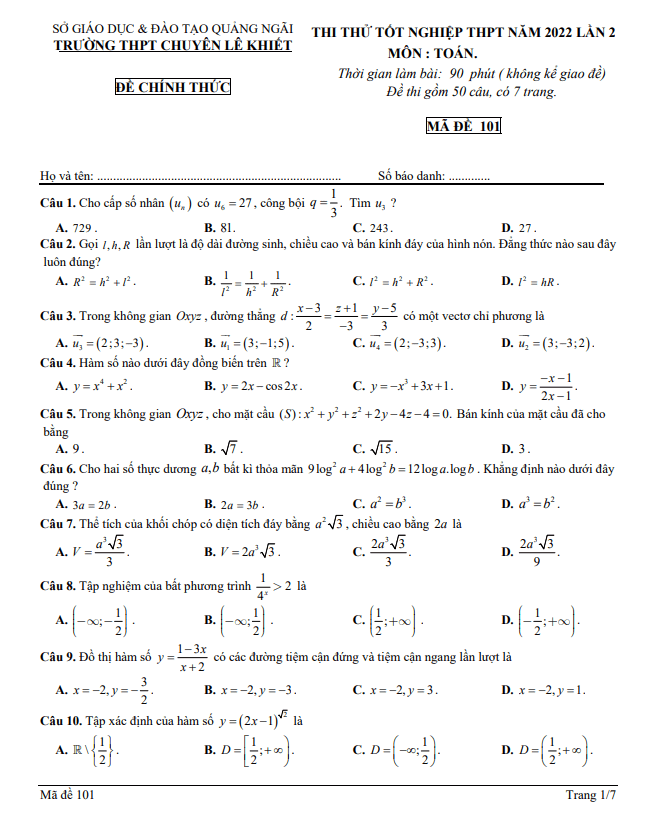 SỞ GIÁO DỤC & ĐÀO TẠO QUẢNG NGÃI
TRƯỜNG THPT CHUYÊN LÊ KHIẾT
ĐỀ CHÍNH THỨC
THI THỬ TỐT NGHIỆP THPT NĂM 2022 LẦN 2
MÔN : TOÁN.
Thời gian làm bài: 90 phút ( không kể giao đề)
Đề thi gồm 50 câu, có 7 trang.
MÃ ĐỀ 101
Họ và tên: ............................................................................ Số báo danh: .............
Câu 1. Cho cấp số nhân $(u_n)$ có $u_6 = 27$, công bội $q = \frac{1}{3}$. Tìm $u_3$ ?
A. 729 . B. 81. C. 243. D. 27 .
Câu 2. Gọi $l, h, R$ lần lượt là độ dài đường sinh, chiều cao và bán kính đáy của hình nón. Đẳng thức nào sau đây
luôn đúng?
A. $R^2 = h^2 + l^2$. B. $\frac{1}{l^2} = \frac{1}{h^2} + \frac{1}{R^2}$. C. $l^2 = h^2 + R^2$. D. $l^2 = hR$.
Câu 3. Trong không gian $Oxyz$, đường thẳng $d: \frac{x-3}{2} = \frac{z+1}{-3} = \frac{y-5}{3}$ có một vectơ chỉ phương là
A. $\overrightarrow{u_3} = (2;3;-3)$. B. $\overrightarrow{u_1} = (3;-1;5)$. C. $\overrightarrow{u_4} = (2;-3;3)$. D. $\overrightarrow{u_2} = (3;-3;2)$.
Câu 4. Hàm số nào dưới đây đồng biến trên $\mathbb{R}$ ?
A. $y = x^4 + x^2$. B. $y = 2x - \cos 2x$. C. $y = -x^3 + 3x + 1$. D. $y = \frac{-x-1}{2x-1}$.
Câu 5. Trong không gian $Oxyz$, cho mặt cầu $(S): x^2 + y^2 + z^2 + 2y - 4z - 4 = 0$. Bán kính của mặt cầu đã cho
bằng
A. 9 . B. $\sqrt{7}$. C. $\sqrt{15}$. D. 3 .
Câu 6. Cho hai số thực dương $a, b$ bất kì thỏa mãn $9\log^2 a + 4\log^2 b = 12\log a.\log b$. Khẳng định nào dưới đây
đúng ?
A. $3a = 2b$. B. $2a = 3b$. C. $a^2 = b^3$. D. $a^3 = b^2$.
Câu 7. Thể tích của khối chóp có diện tích đáy bằng $a^2\sqrt{3}$, chiều cao bằng $2a$ là
A. $V = \frac{a^3\sqrt{3}}{3}$. B. $V = 2a^3\sqrt{3}$. C. $\frac{2a^3\sqrt{3}}{3}$. D. $\frac{2a^3\sqrt{3}}{9}$.
Câu 8. Tập nghiệm của bất phương trình $\frac{1}{4^x} > 2$ là
A. $\left(-\infty; -\frac{1}{2}\right)$. B. $\left(-\infty; \frac{1}{2}\right)$. C. $\left(\frac{1}{2}; +\infty\right)$. D. $\left(-\frac{1}{2}; +\infty\right)$.
Câu 9. Đồ thị hàm số $y = \frac{1-3x}{x+2}$ có các đường tiệm cận đứng và tiệm cận ngang lần lượt là
A. $x = -2, y = -\frac{3}{2}$. B. $x = -2, y = -3$. C. $x = -2, y = 3$. D. $x = -2, y = 1$.
Câu 10. Tập xác định của hàm số $y = (2x-1)^{\sqrt{2}}$ là
A. $\mathbb{R} \setminus \left\{\frac{1}{2}\right\}$. B. $D = \left[\frac{1}{2}; +\infty\right)$. C. $D = \left(-\infty; \frac{1}{2}\right)$. D. $D = \left(\frac{1}{2}; +\infty\right)$.
Mã đề 101 Trang 1/7